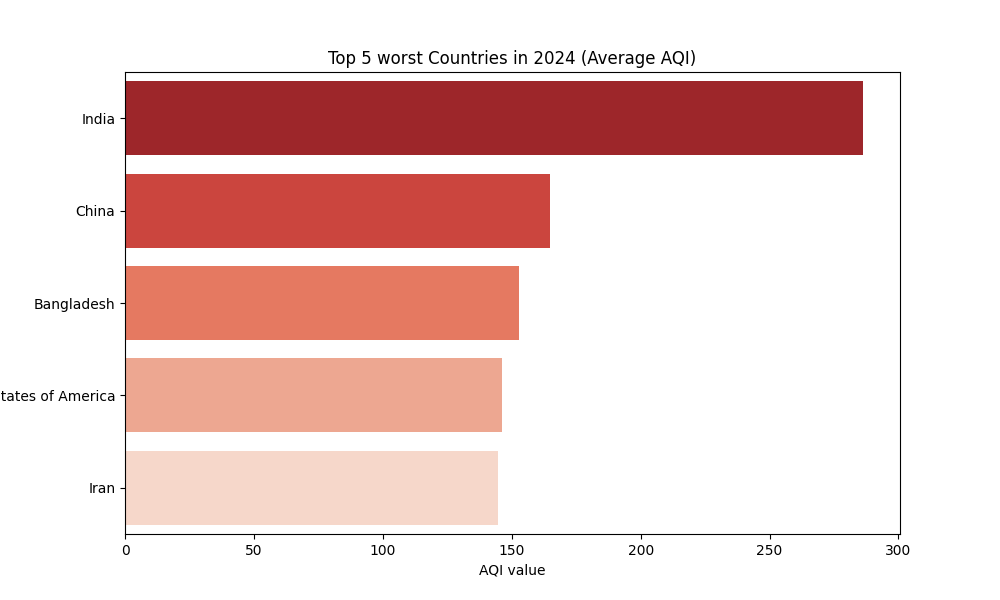 Top 5 worst Countries in 2024 (Average AQI)
India
China
Bangladesh
tates of America
Iran
0 50 100 150 200 250 300
AQI value